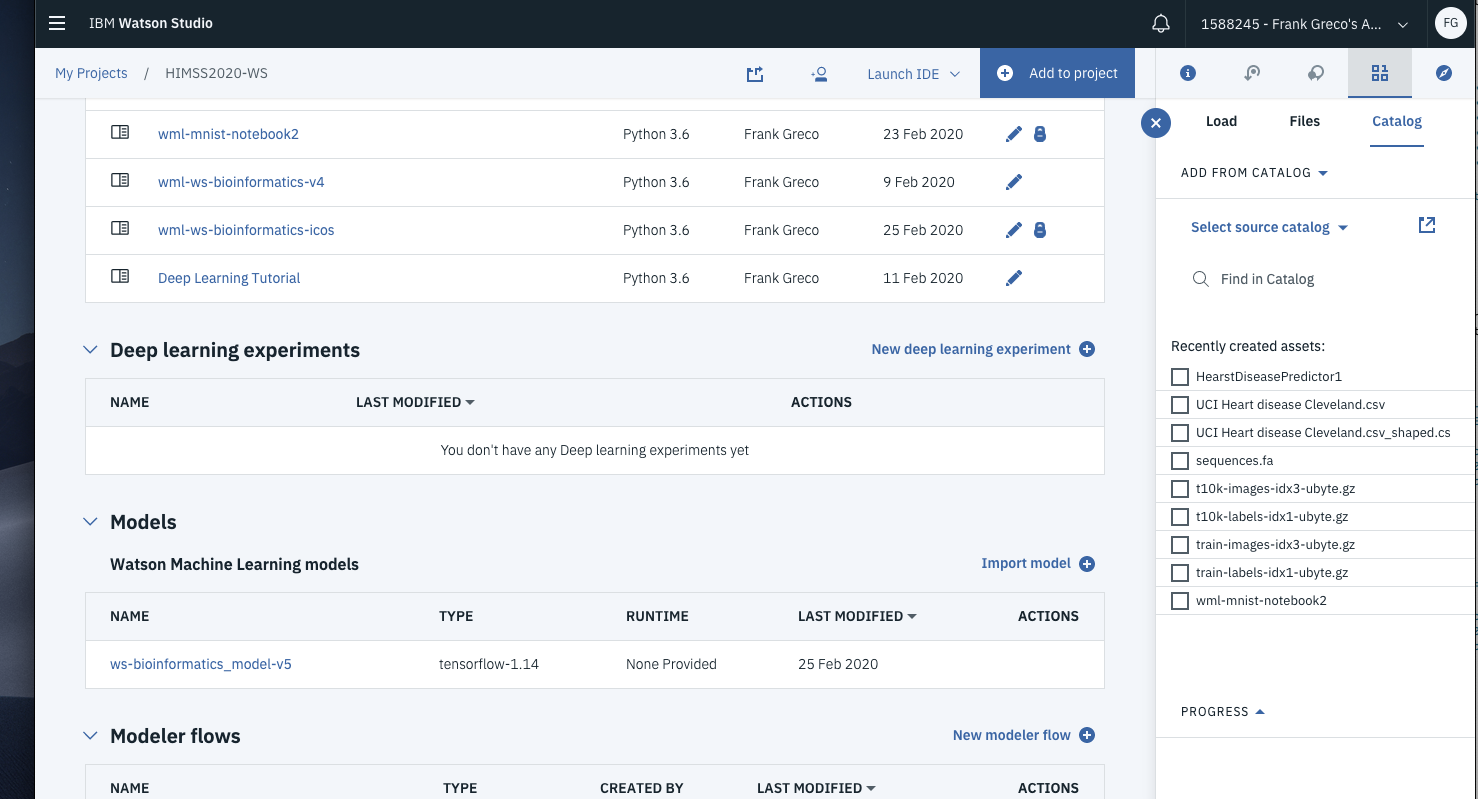 IBM Watson Studio
1588245 - Frank Greco's A...
FG
My Projects / HIMSS2020-WS
Launch IDE
Add to project
wml-mnist-notebook2 Python 3.6 Frank Greco 23 Feb 2020
wml-ws-bioinformatics-v4 Python 3.6 Frank Greco 9 Feb 2020
wml-ws-bioinformatics-icos Python 3.6 Frank Greco 25 Feb 2020
Deep Learning Tutorial Python 3.6 Frank Greco 11 Feb 2020
Deep learning experiments
New deep learning experiment
NAME LAST MODIFIED ACTIONS
You don't have any Deep learning experiments yet
Models
Watson Machine Learning models
Import model
NAME TYPE RUNTIME LAST MODIFIED ACTIONS
ws-bioinformatics_model-v5 tensorflow-1.14 None Provided 25 Feb 2020
Modeler flows
New modeler flow
NAME TYPE CREATED BY LAST MODIFIED ACTIONS
Load Files Catalog
ADD FROM CATALOG
Select source catalog
Find in Catalog
Recently created assets:
HearstDiseasePredictor1
UCI Heart disease Cleveland.csv
UCI Heart disease Cleveland.csv_shaped.cs
sequences.fa
t10k-images-idx3-ubyte.gz
t10k-labels-idx1-ubyte.gz
train-images-idx3-ubyte.gz
train-labels-idx1-ubyte.gz
wml-mnist-notebook2
PROGRESS